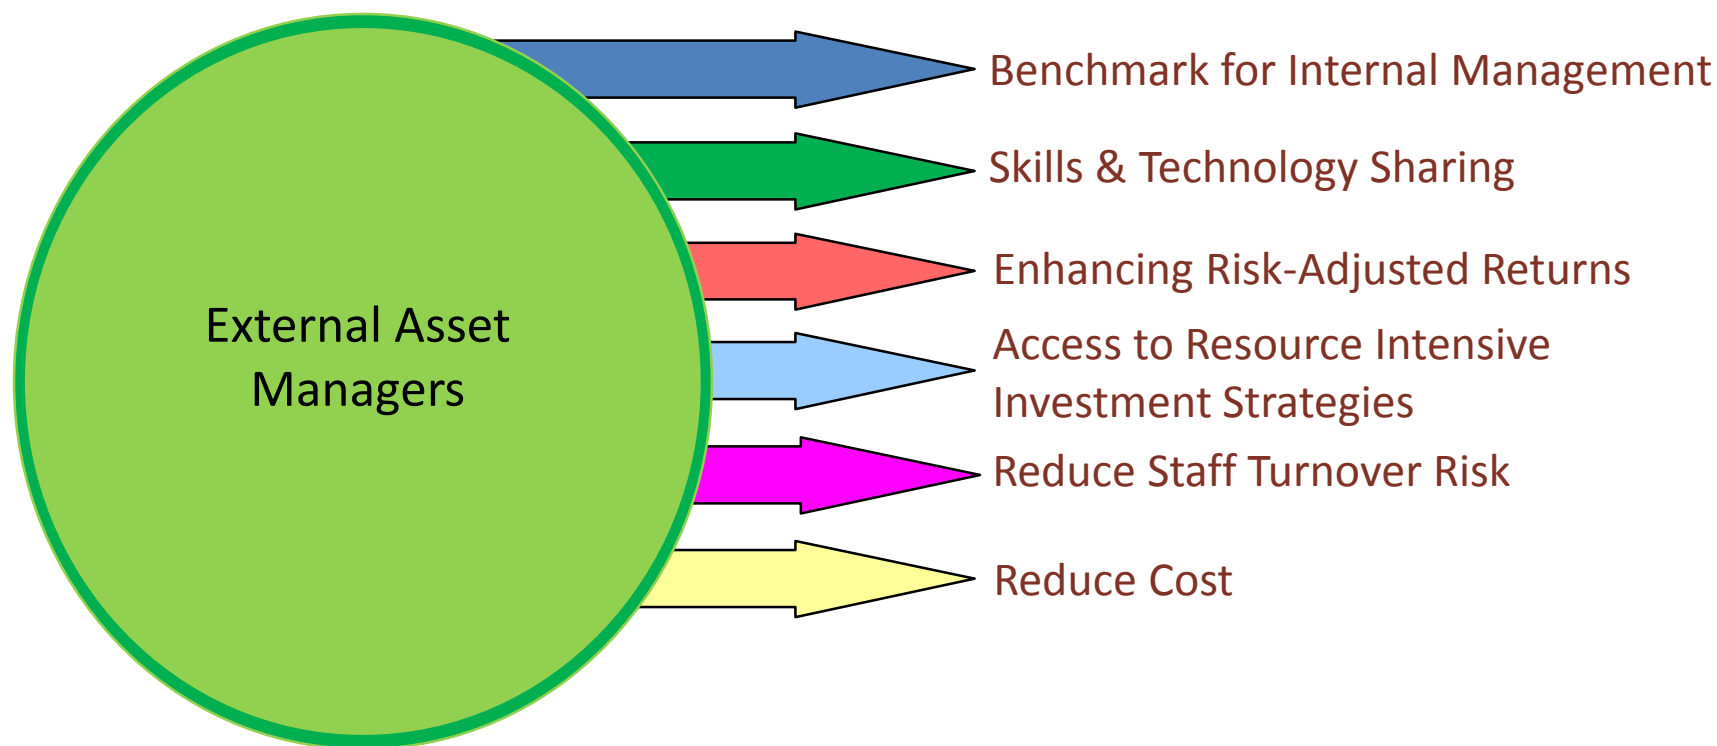 External Asset
Managers
Benchmark for Internal Management
Skills & Technology Sharing
Enhancing Risk-Adjusted Returns
Access to Resource Intensive
Investment Strategies
Reduce Staff Turnover Risk
Reduce Cost